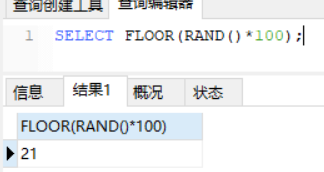 查询创建工具 查询编辑器
1 SELECT FLOOR(RAND()*100);
信息 结果1 概况 状态
FLOOR(RAND()*100)
21